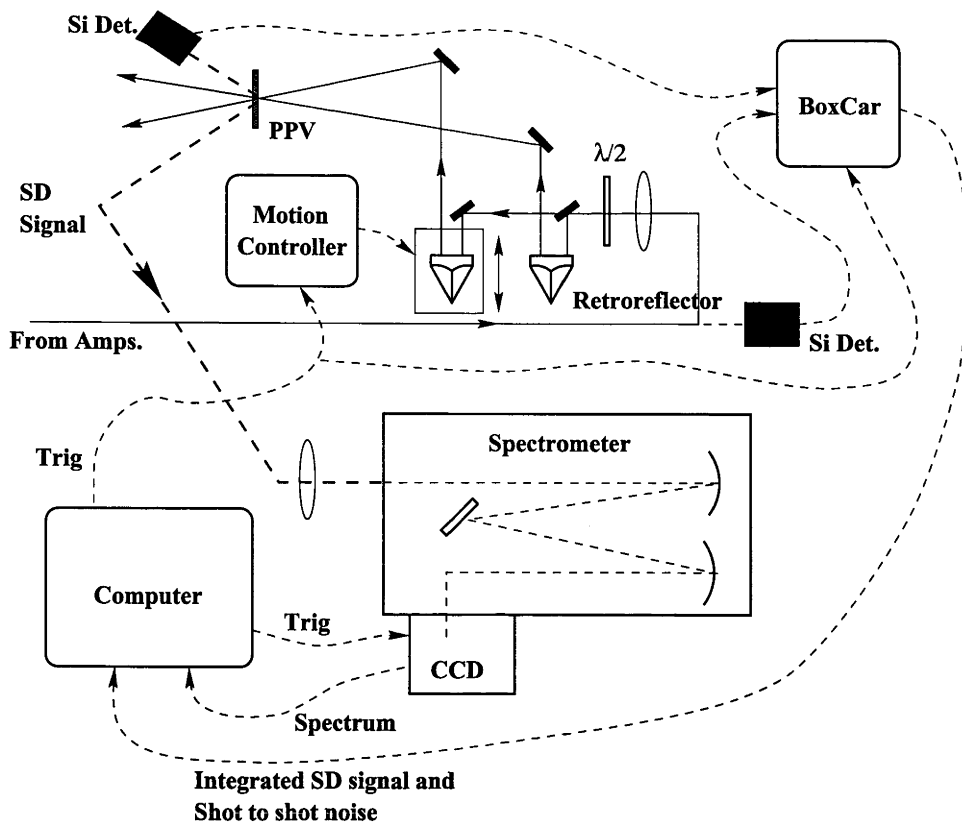 Si Det.
BoxCar
PPV
λ/2
SD
Signal
Motion
Controller
Retroreflector
From Amps.
Si Det.
Spectrometer
Trig
Computer
Trig
CCD
Spectrum
Integrated SD signal and
Shot to shot noise